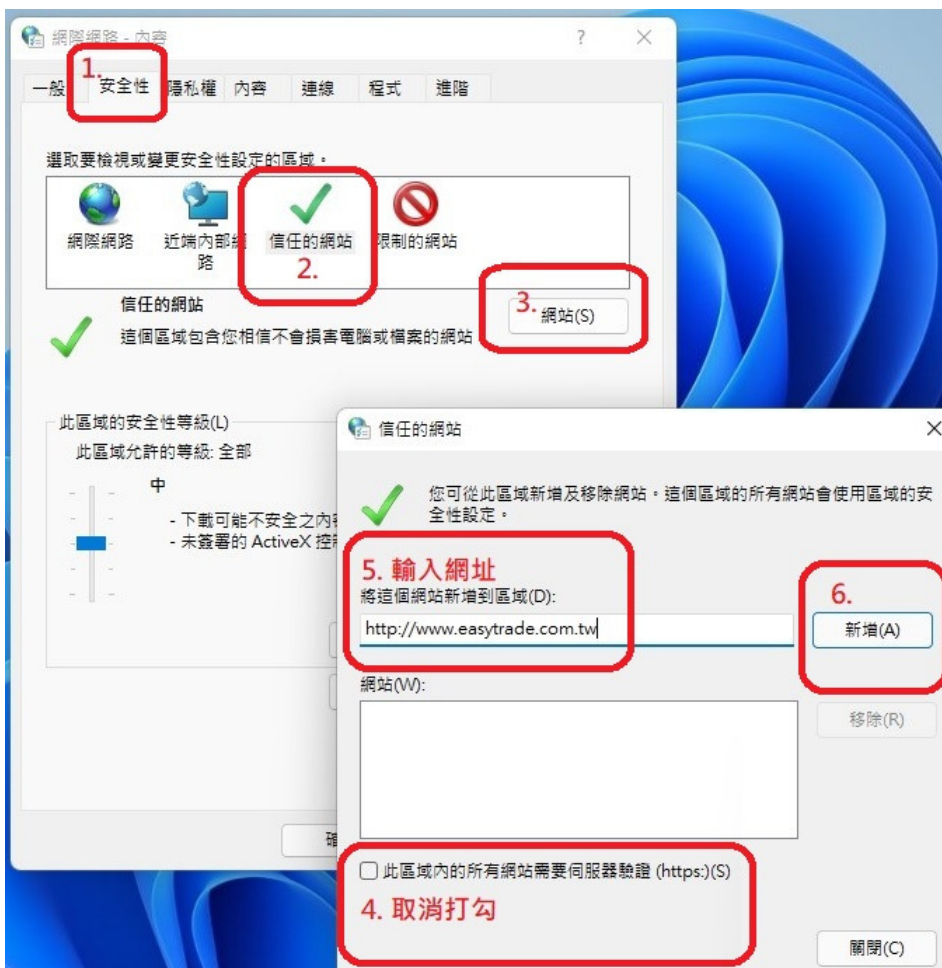 網際網路 - 內容
?
1.
一般
安全性
隱私權
內容
連線
程式
進階
選取要檢視或變更安全性設定的區域。
網際網路
近端內部網
路
信任的網站
限制的網站
2.
信任的網站
這個區域包含您相信不會損害電腦或檔案的網站
3.
網站(S)
此區域的安全性等級(L)
此區域允許的等級: 全部
中
- 下載可能不安全之內
- 未簽署的 ActiveX 控
信任的網站
您可從此區域新增及移除網站。這個區域的所有網站會使用區域的安
全性設定。
5. 輸入網址
將這個網站新增到區域(D):
http://www.easytrade.com.tw
6.
新增(A)
網站(W):
移除(R)
此區域內的所有網站需要伺服器驗證 (https:)(S)
4. 取消打勾
關閉(C)